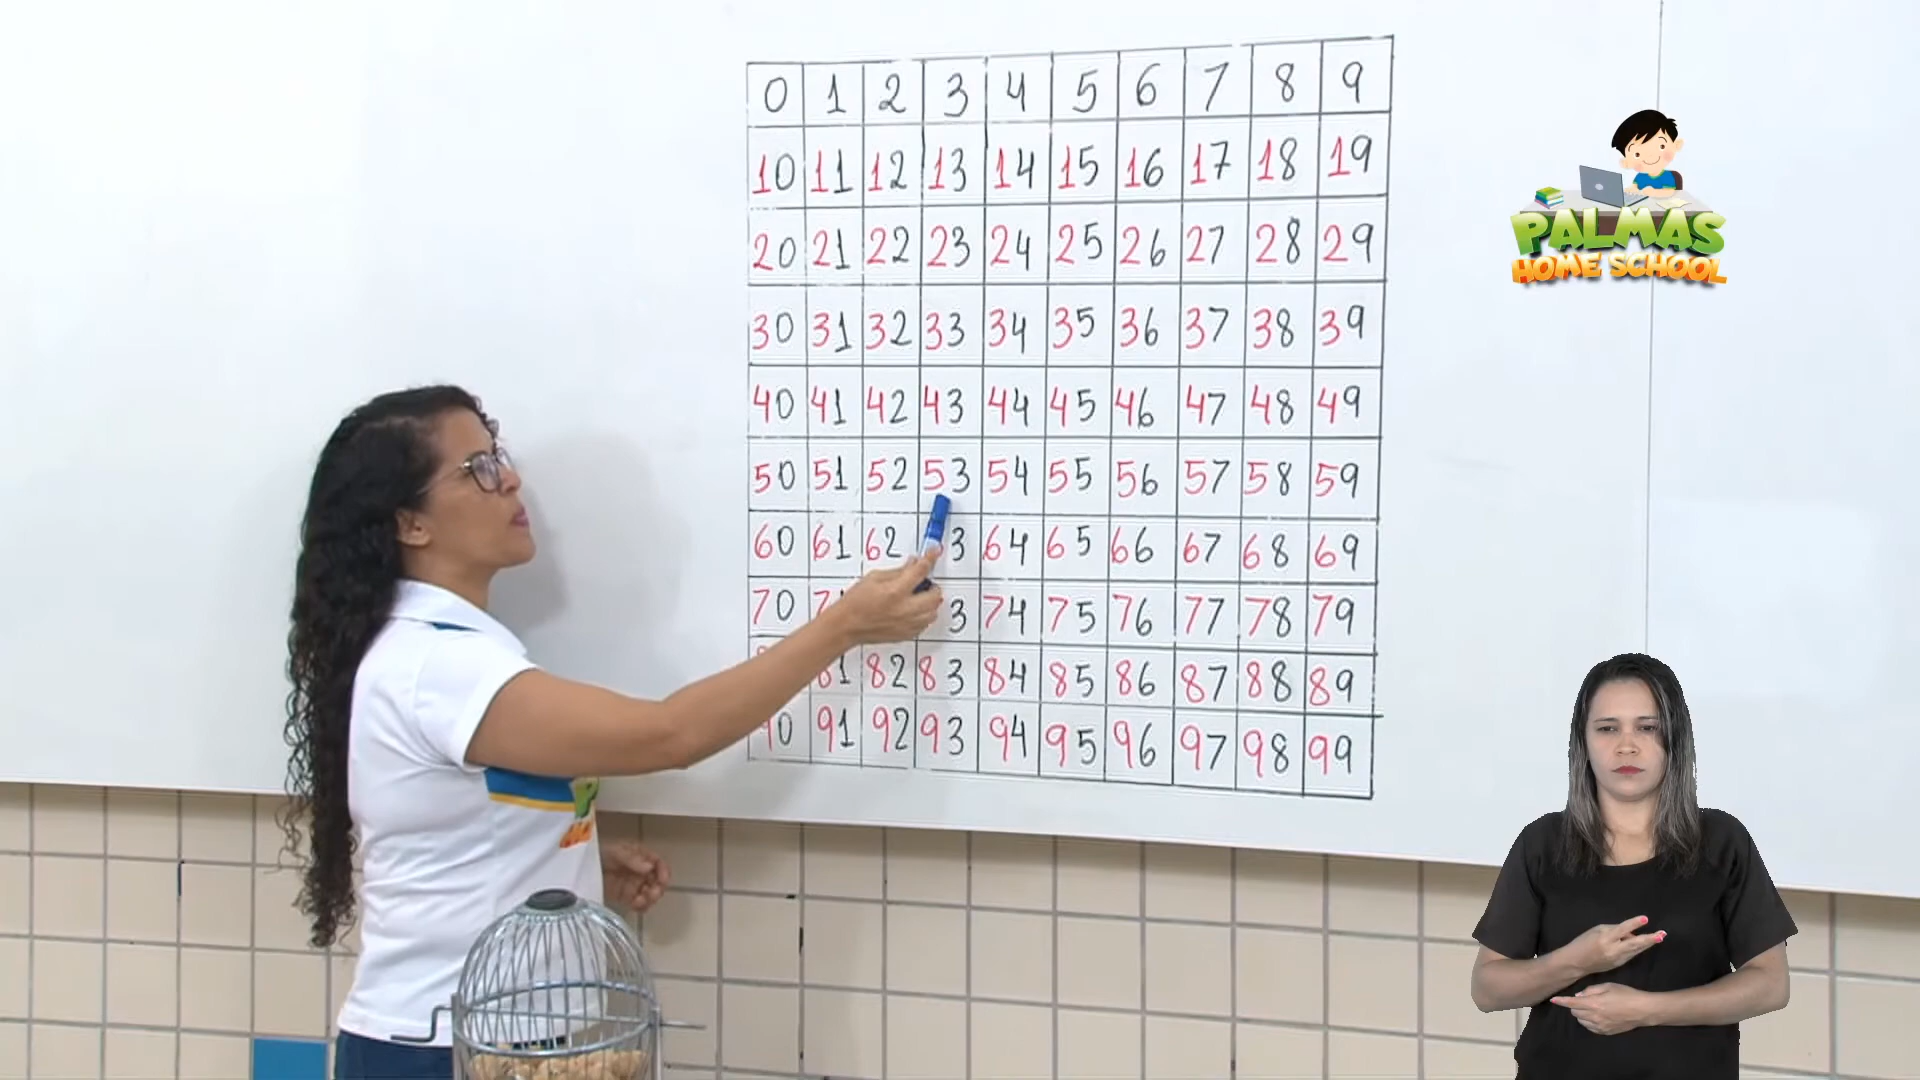 0 1 2 3 4 5 6 7 8 9
10 11 12 13 14 15 16 17 18 19
20 21 22 23 24 25 26 27 28 29
30 31 32 33 34 35 36 37 38 39
40 41 42 43 44 45 46 47 48 49
50 51 52 53 54 55 56 57 58 59
60 61 62 3 64 65 66 67 68 69
70 7 3 74 75 76 77 78 79
81 82 83 84 85 86 87 88 89
90 91 92 93 94 95 96 97 98 99
PALMAS
HOME SCHOOL